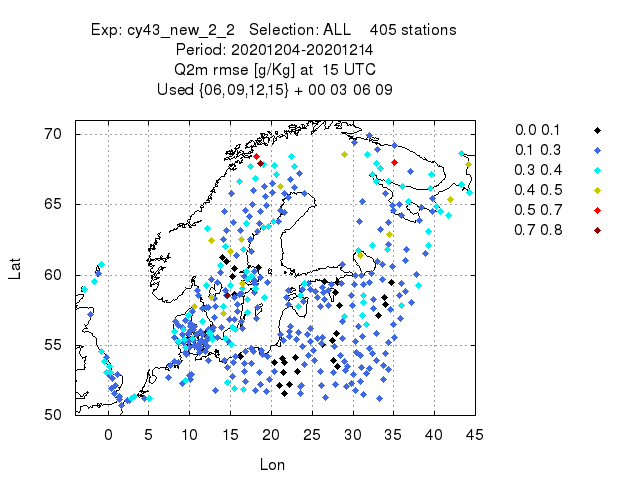 Exp: cy43_new_2_2 Selection: ALL 405 stations
Period: 20201204-20201214
Q2m rmse [g/Kg] at 15 UTC
Used {06,09,12,15} + 00 03 06 09
70
65
60
55
50
Lat
0 5 10 15 20 25 30 35 40 45
Lon
0.0 0.1
0.1 0.3
0.3 0.4
0.4 0.5
0.5 0.7
0.7 0.8